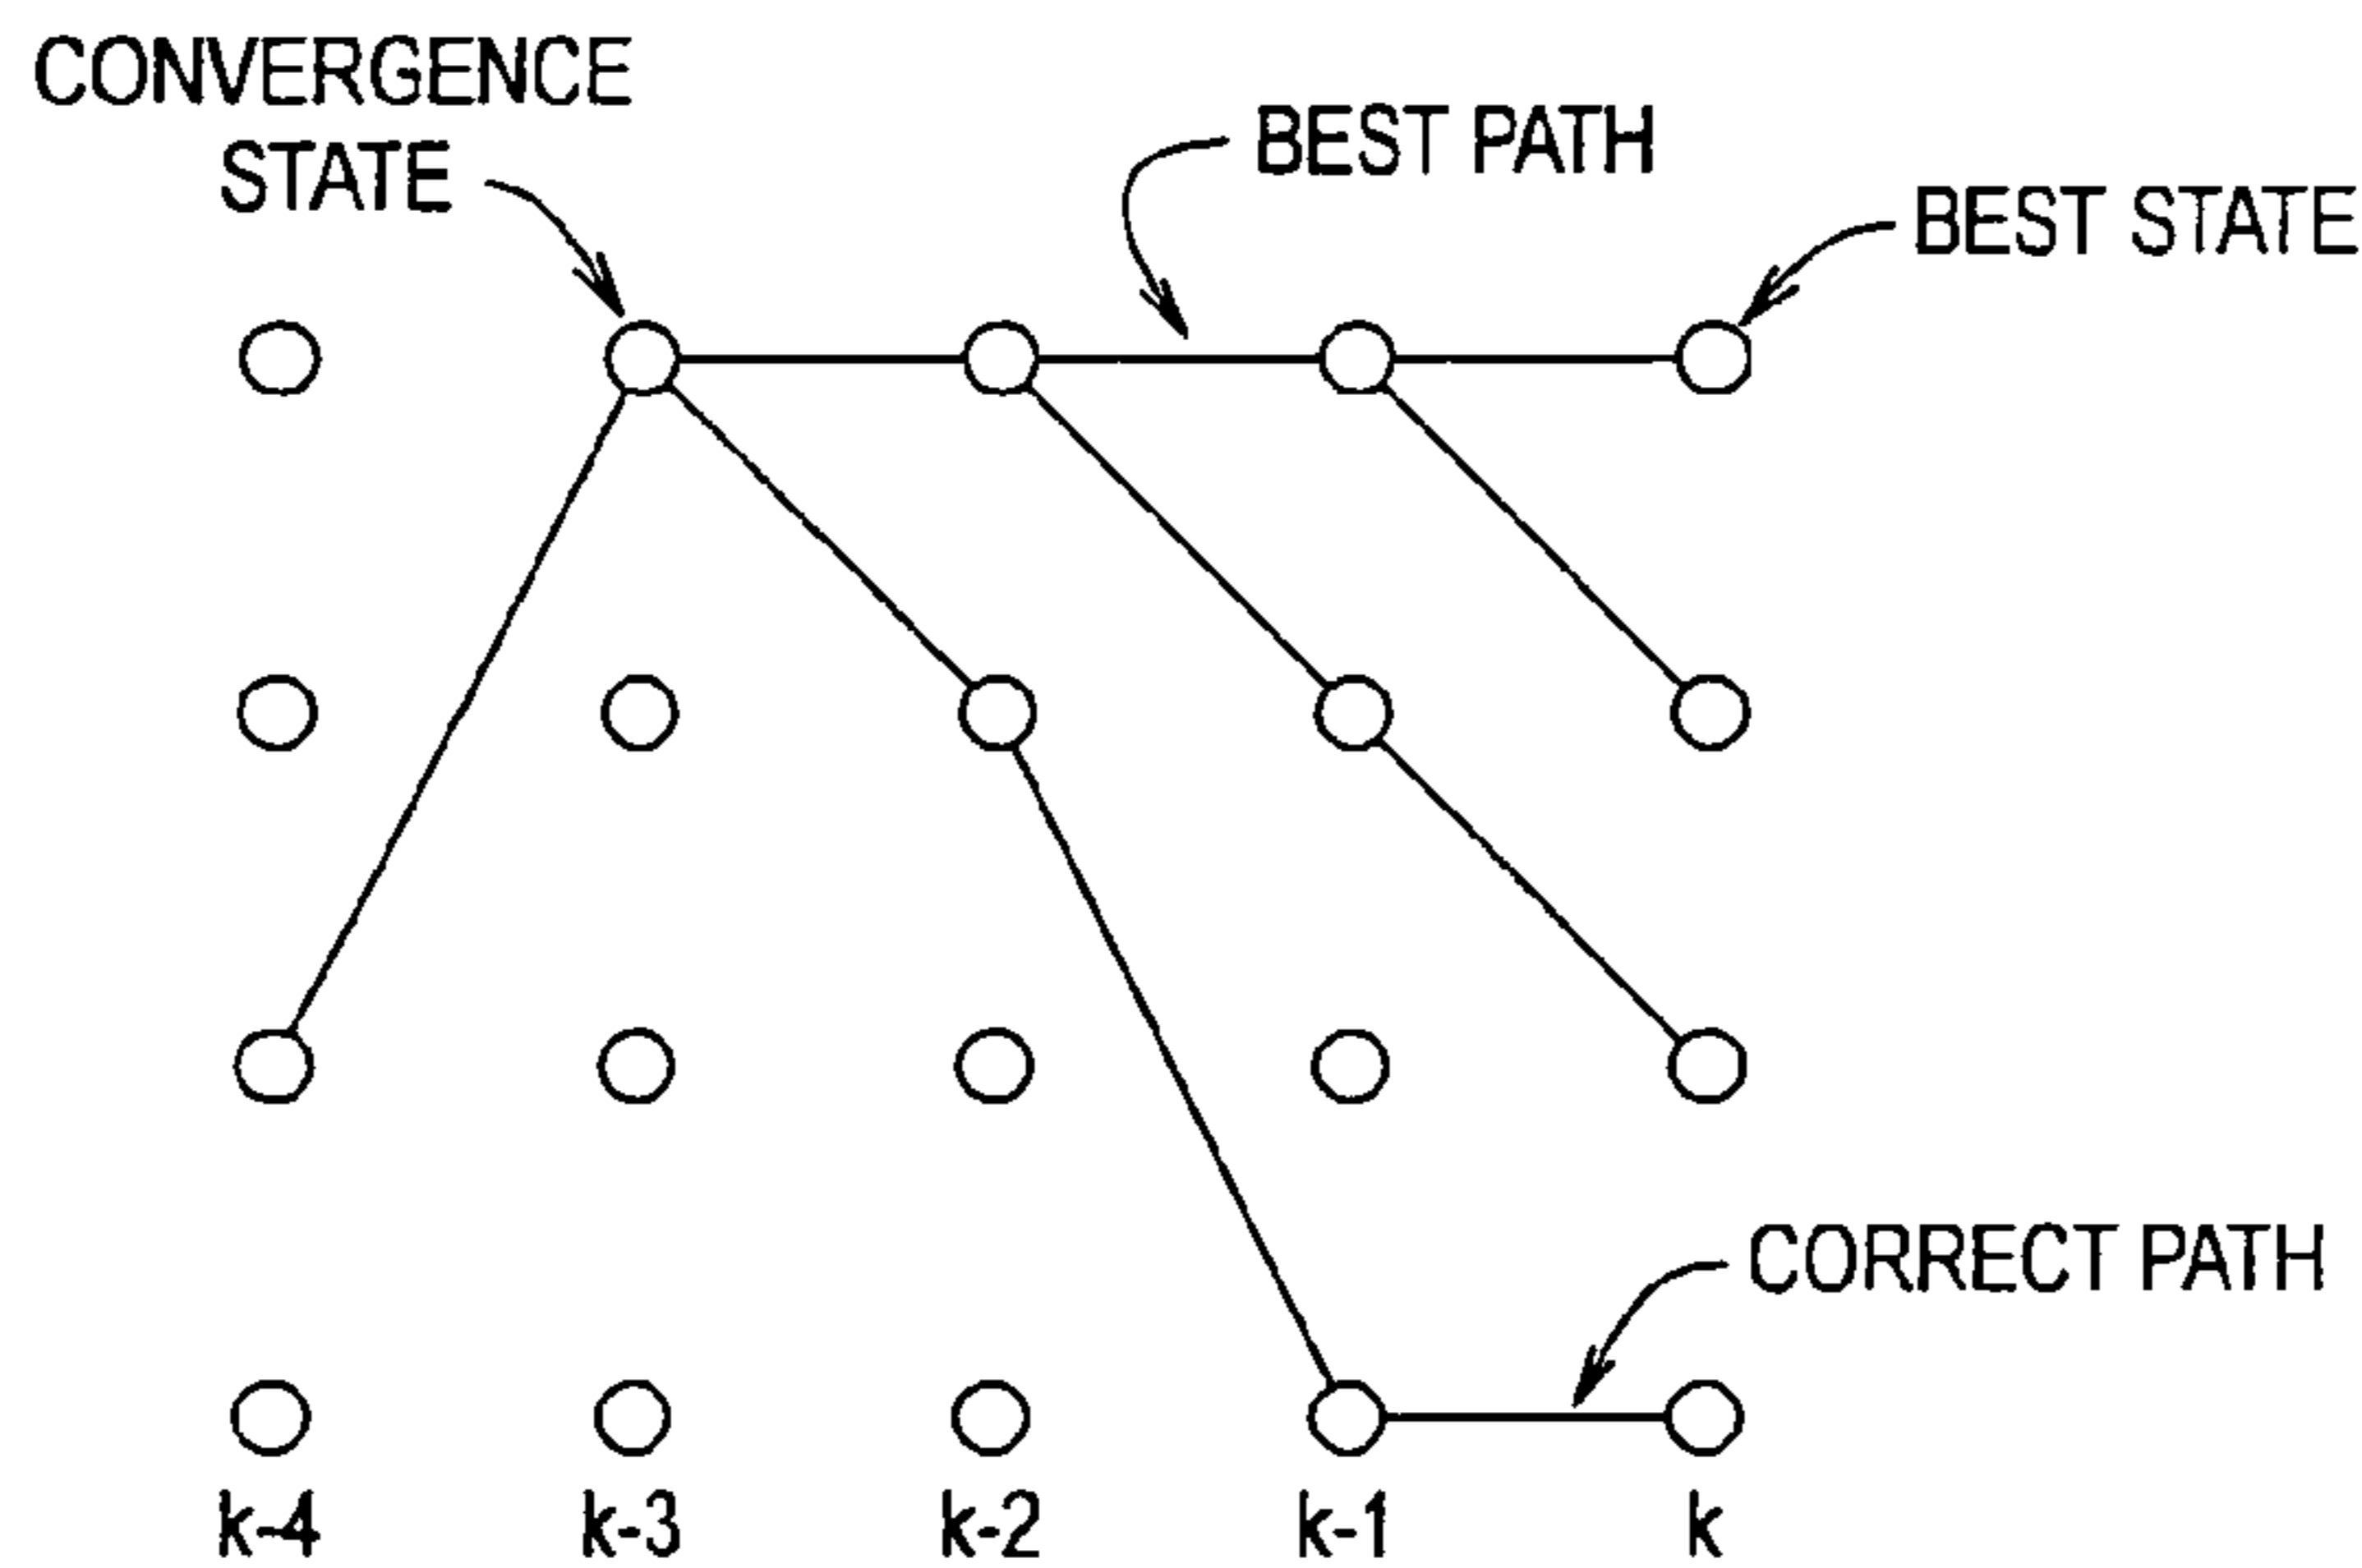 CONVERGENCE
STATE
BEST PATH
BEST STATE
CORRECT PATH
k-4 k-3 k-2 k-1 k